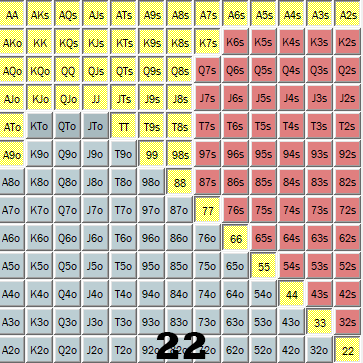 AA AKs AQs AJs ATs A9s A8s A7s A6s A5s A4s A3s A2s
AKo KK KQs KJs KTs K9s K8s K7s K6s K5s K4s K3s K2s
AQo KQo QQ QJs QTs Q9s Q8s Q7s Q6s Q5s Q4s Q3s Q2s
AJo KJo QJo JJ JTs J9s J8s J7s J6s J5s J4s J3s J2s
ATo KTo QTo JTo TT T9s T8s T7s T6s T5s T4s T3s T2s
A9o K9o Q9o J9o T9o 99 98s 97s 96s 95s 94s 93s 92s
A8o K8o Q8o J8o T8o 98o 88 87s 86s 85s 84s 83s 82s
A7o K7o Q7o J7o T7o 97o 87o 77 76s 75s 74s 73s 72s
A6o K6o Q6o J6o T6o 96o 86o 76o 66 65s 64s 63s 62s
A5o K5o Q5o J5o T5o 95o 85o 75o 65o 55 54s 53s 52s
A4o K4o Q4o J4o T4o 94o 84o 74o 64o 54o 44 43s 42s
A3o K3o Q3o J3o T3o 93o 83o 73o 63o 53o 43o 33 32s
A2o K2o Q2o J2o T2o 92o 82o 72o 62o 52o 42o 32o 22
22